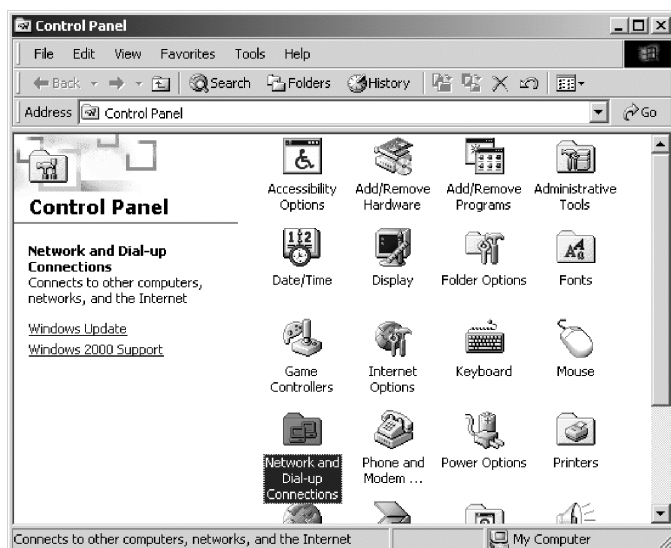 Control Panel
File Edit View Favorites Tools Help
Back Search Folders History
Address Control Panel Go
Control Panel
Network and Dial-up
Connections
Connects to other computers,
networks, and the Internet
Windows Update
Windows 2000 Support
Accessibility
Options
Add/Remove
Hardware
Add/Remove
Programs
Administrative
Tools
12
Date/Time
Display
Folder Options
Fonts
Game
Controllers
Internet
Options
Keyboard
Mouse
Network and
Dial-up
Connections
Phone and
Modem ...
Power Options
Printers
Connects to other computers, networks, and the Internet
My Computer